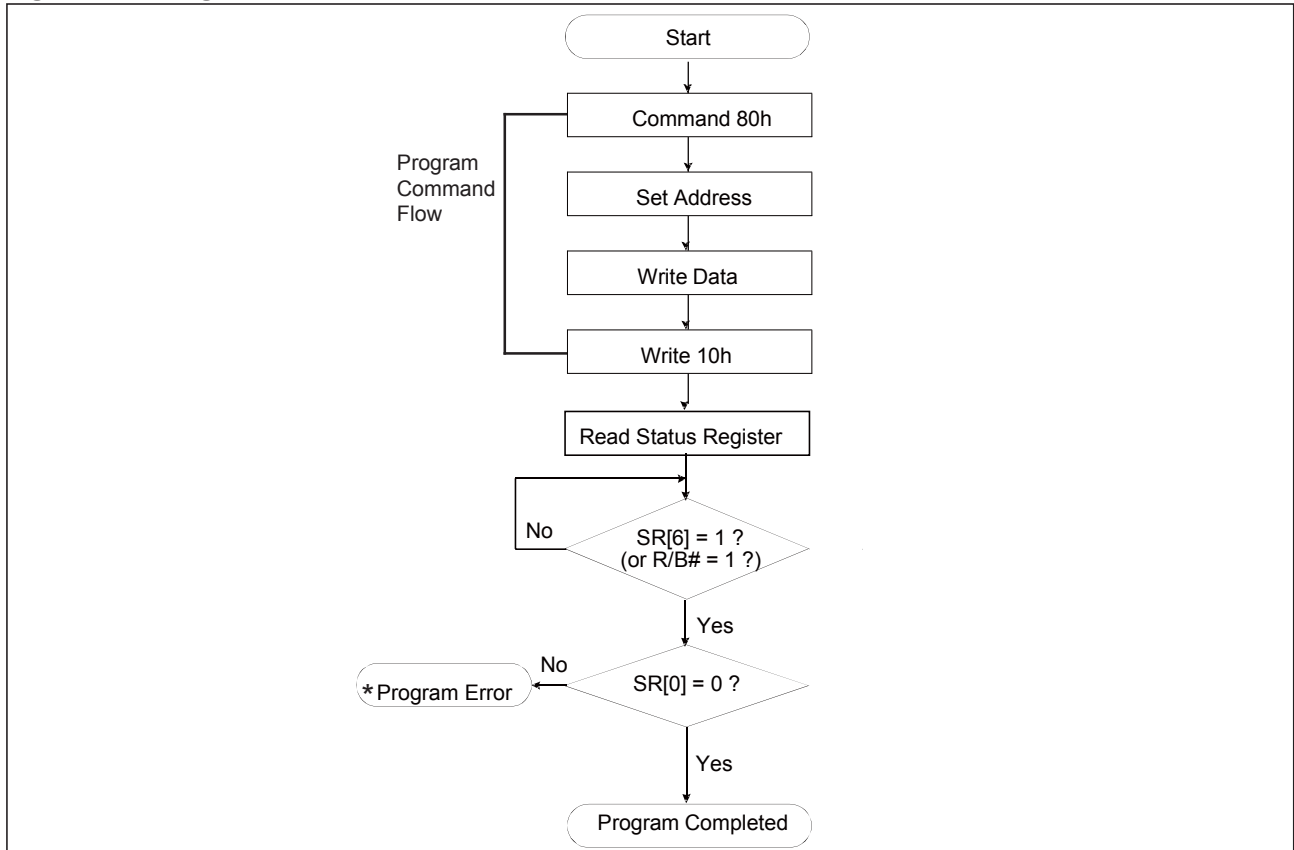 Start
Command 80h
Program
Command
Flow
Set Address
Write Data
Write 10h
Read Status Register
No
SR[6] = 1 ?
(or R/B# = 1 ?)
Yes
No
SR[0] = 0 ?
*Program Error
Yes
Program Completed